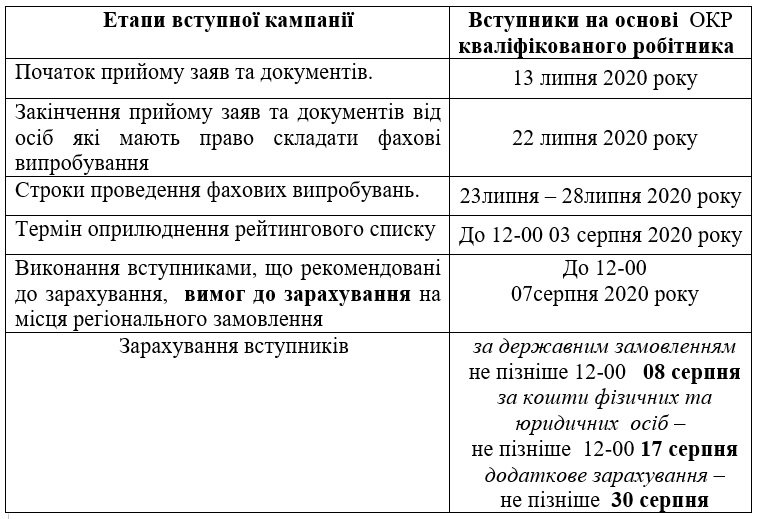 Етапи вступної кампанії
Вступники на основі ОКР
кваліфікованого робітника
Початок прийому заяв та документів.
13 липня 2020 року
Закінчення прийому заяв та документів від
осіб які мають право складати фахові
випробування
22 липня 2020 року
Строки проведення фахових випробувань.
23липня – 28липня 2020 року
Термін оприлюднення рейтингового списку
До 12-00 03 серпня 2020 року
Виконання вступниками, що рекомендовані
до зарахування, вимог до зарахування на
місця регіонального замовлення
До 12-00
07серпня 2020 року
Зарахування вступників
за державним замовленням
не пізніше 12-00 08 серпня
за кошти фізичних та
юридичних осіб –
не пізніше 12-00 17 серпня
додаткове зарахування –
не пізніше 30 серпня